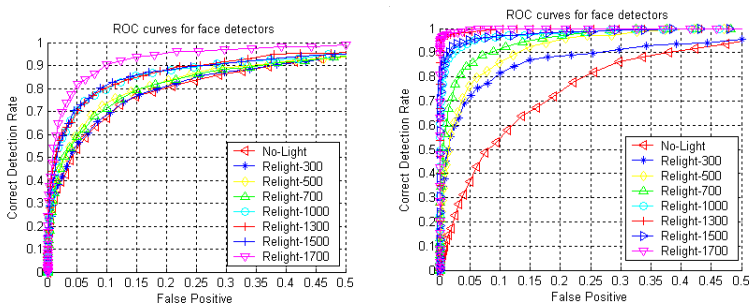 ROC curves for face detectors
Correct Detection Rate
1
0.9
0.8
0.7
0.6
0.5
0.4
0.3
0.2
0.1
0
No-Light
Relight-300
Relight-500
Relight-700
Relight-1000
Relight-1300
Relight-1500
Relight-1700
0 0.05 0.1 0.15 0.2 0.25 0.3 0.35 0.4 0.45 0.5
False Positive
ROC curves for face detectors
Correct Detection Rate
1
0.9
0.8
0.7
0.6
0.5
0.4
0.3
0.2
0.1
0
No-Light
Relight-300
Relight-500
Relight-700
Relight-1000
Relight-1300
Relight-1500
Relight-1700
0 0.05 0.1 0.15 0.2 0.25 0.3 0.35 0.4 0.45 0.5
False Positive